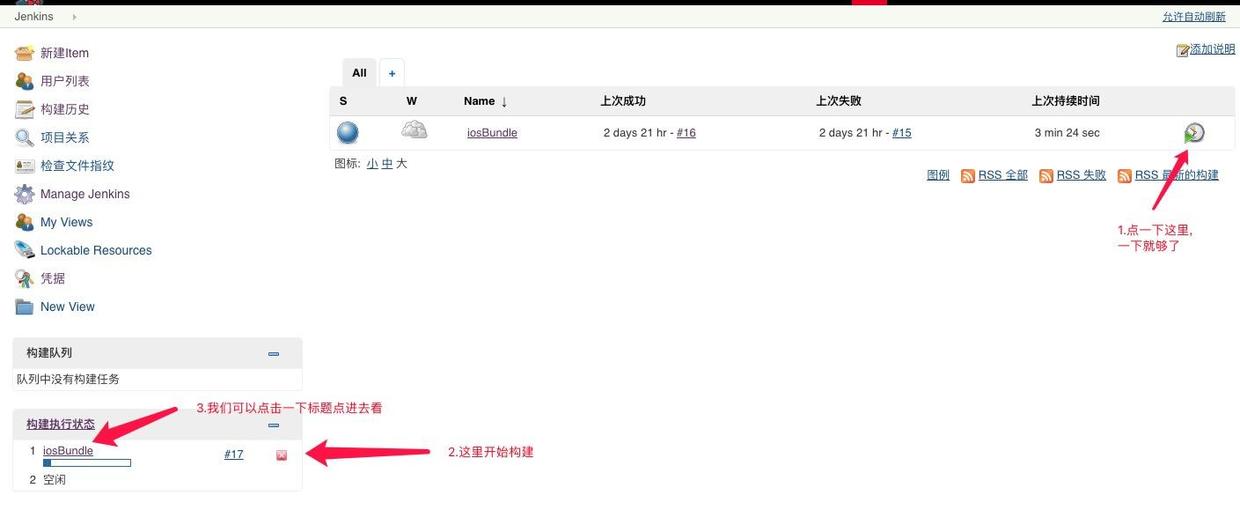 Jenkins
允许自动刷新
新建Item
用户列表
构建历史
项目关系
检查文件指纹
Manage Jenkins
My Views
Lockable Resources
凭据
New View
构建队列
队列中没有构建任务
构建执行状态
1 iosBundle #17
2 空闲
添加说明
All +
S W Name ↓ 上次成功 上次失败 上次持续时间
iosBundle 2 days 21 hr - #16 2 days 21 hr - #15 3 min 24 sec
图标: 小 中 大
图例 RSS 全部 RSS 失败 RSS 最新的构建
1.点一下这里,
一下就够了
3.我们可以点击一下标题点进去看
2.这里开始构建